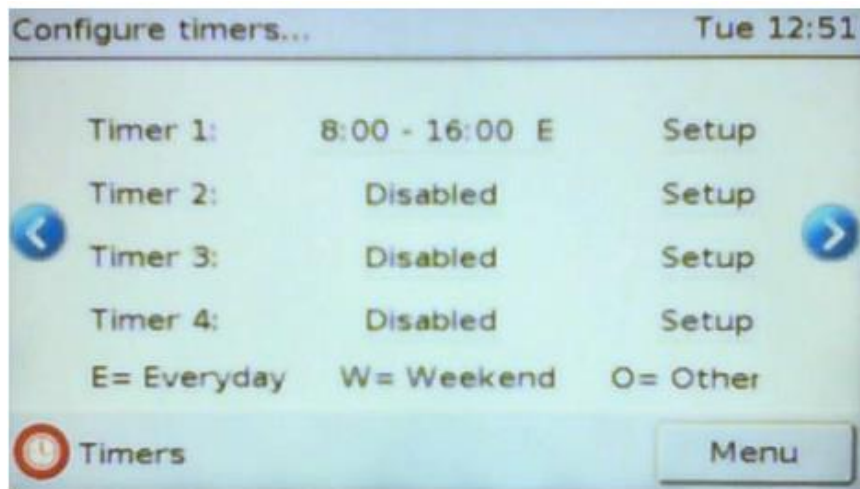 Configure timers... Tue 12:51
Timer 1: 8:00 - 16:00 E Setup
Timer 2: Disabled Setup
Timer 3: Disabled Setup
Timer 4: Disabled Setup
E= Everyday W= Weekend O= Other
Timers Menu